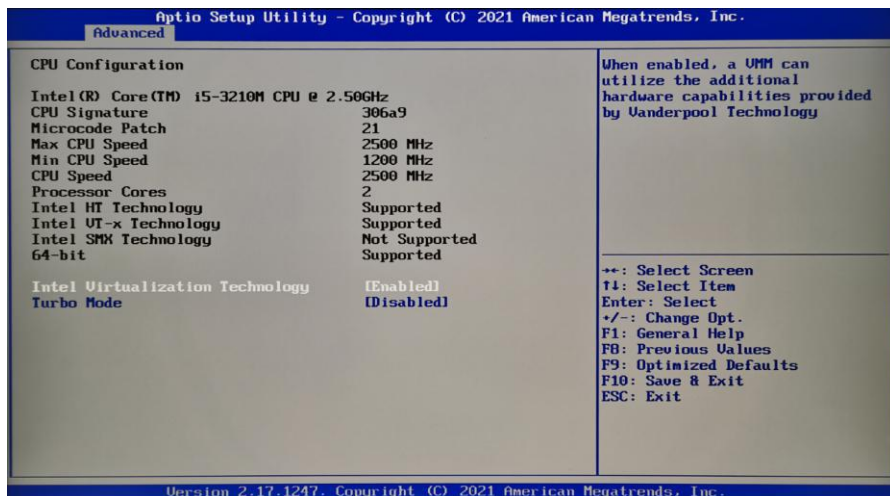 Aptio Setup Utility - Copyright (C) 2021 American Megatrends, Inc.
Advanced
CPU Configuration
Intel(R) Core(TM) i5-3210M CPU @ 2.50GHz
CPU Signature 306a9
Microcode Patch 21
Max CPU Speed 2500 MHz
Min CPU Speed 1200 MHz
CPU Speed 2500 MHz
Processor Cores 2
Intel HT Technology Supported
Intel VT-x Technology Supported
Intel SMX Technology Not Supported
64-bit Supported
Intel Virtualization Technology [Enabled]
Turbo Mode [Disabled]
When enabled, a VMM can
utilize the additional
hardware capabilities provided
by Vanderpool Technology
→←: Select Screen
↑↓: Select Item
Enter: Select
+/-: Change Opt.
F1: General Help
F8: Previous Values
F9: Optimized Defaults
F10: Save & Exit
ESC: Exit
Version 2.17.1247. Copyright (C) 2021 American Megatrends, Inc.